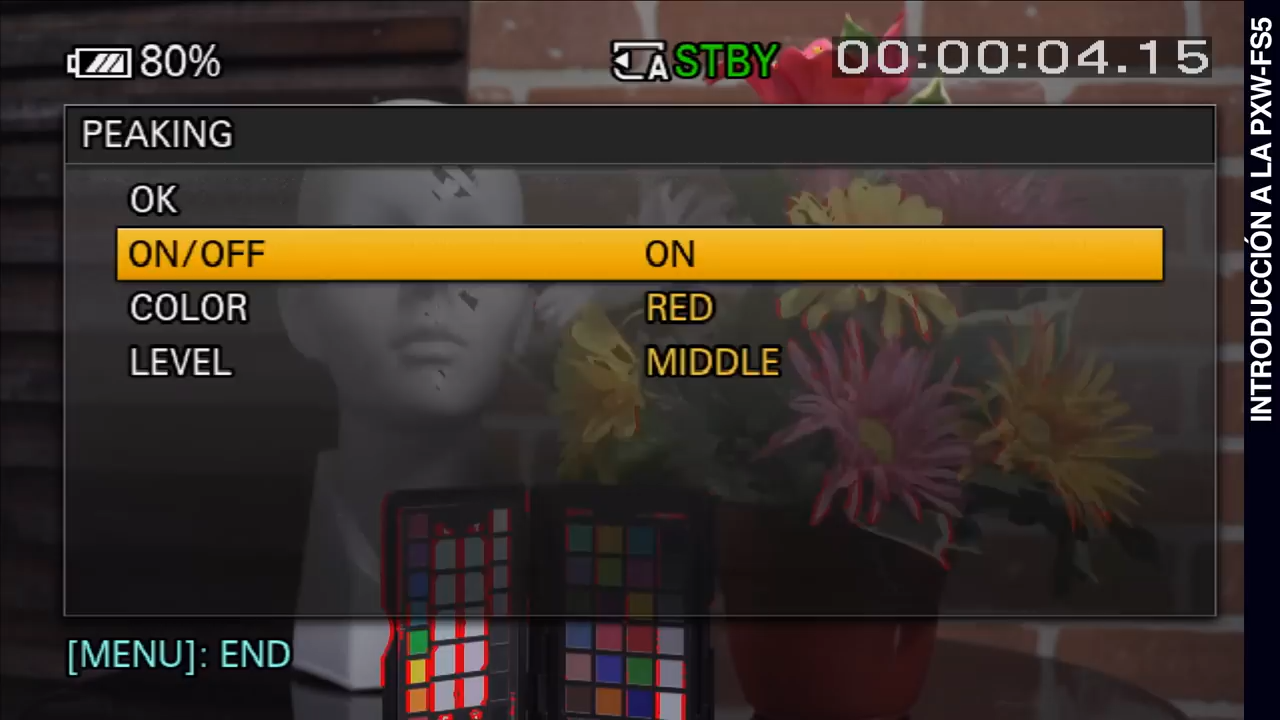 80%
A STBY 00:00:04.15
PEAKING
OK
ON/OFF ON
COLOR RED
LEVEL MIDDLE
[MENU]: END
INTRODUCCIÓN A LA PXW-FS5